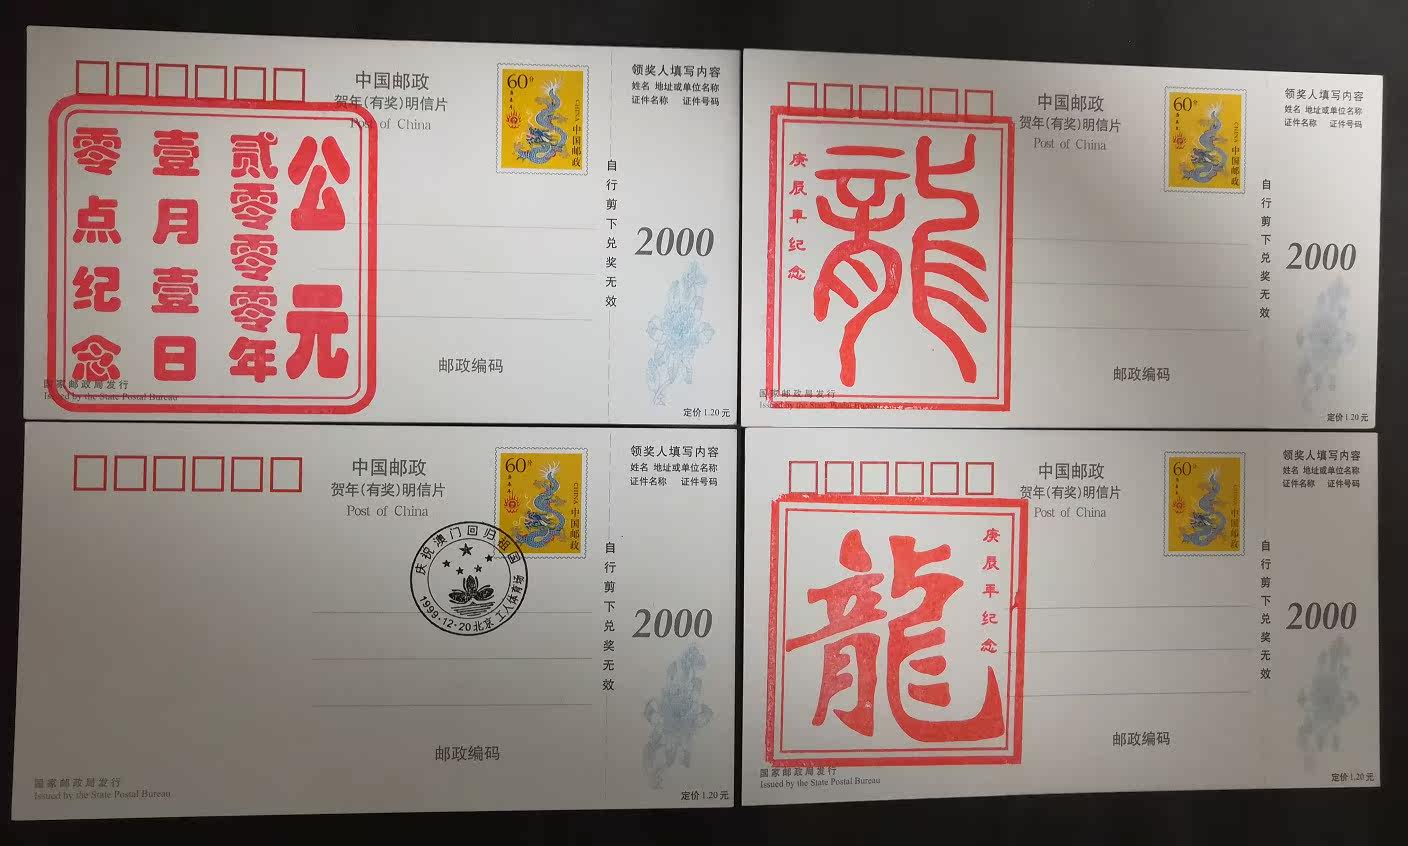 中国邮政
贺年(有奖)明信片
Post of China
60分
庚辰年
CHINA
中国邮政
领奖人填写内容
姓名 地址或单位名称
证件名称 证件号码
自行剪下兑奖无效
公元
贰零零零年
壹月壹日
零点纪念
2000
邮政编码
国家邮政局发行
Issued by the State Postal Bureau
定价 1.20 元
中国邮政
贺年(有奖)明信片
Post of China
60分
CHINA
中国邮政
领奖人填写内容
姓名 地址或单位名称
证件名称 证件号码
自行剪下兑奖无效
龍
庚辰年纪念
2000
邮政编码
国家邮政局发行
Issued by the State Postal Bureau
定价 1.20 元
中国邮政
贺年(有奖)明信片
Post of China
60分
庚辰年
CHINA
中国邮政
领奖人填写内容
姓名 地址或单位名称
证件名称 证件号码
自行剪下兑奖无效
庆祝澳门回归祖国
1999·12·20北京工人体育场
2000
邮政编码
国家邮政局发行
Issued by the State Postal Bureau
定价 1.20 元
中国邮政
贺年(有奖)明信片
Post of China
60分
CHINA
中国邮政
领奖人填写内容
姓名 地址或单位名称
证件名称 证件号码
自行剪下兑奖无效
庚辰年纪念
龍
2000
邮政编码
国家邮政局发行
Issued by the State Postal Bureau
定价 1.20 元